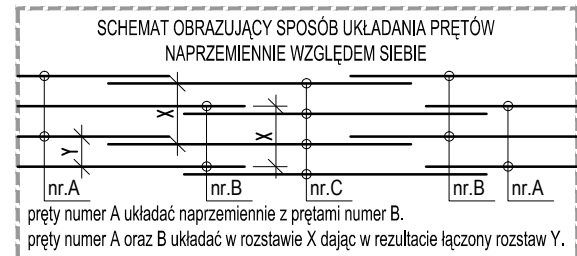 SCHEMAT OBRAZUJĄCY SPOSÓB UKŁADANIA PRĘTÓW
NAPRZEMIENNIE WZGLĘDEM SIEBIE
X
X
Y
nr.A nr.B nr.C nr.B nr.A
pręty numer A układać naprzemiennie z prętami numer B.
pręty numer A oraz B układać w rozstawie X dając w rezultacie łączony rozstaw Y.